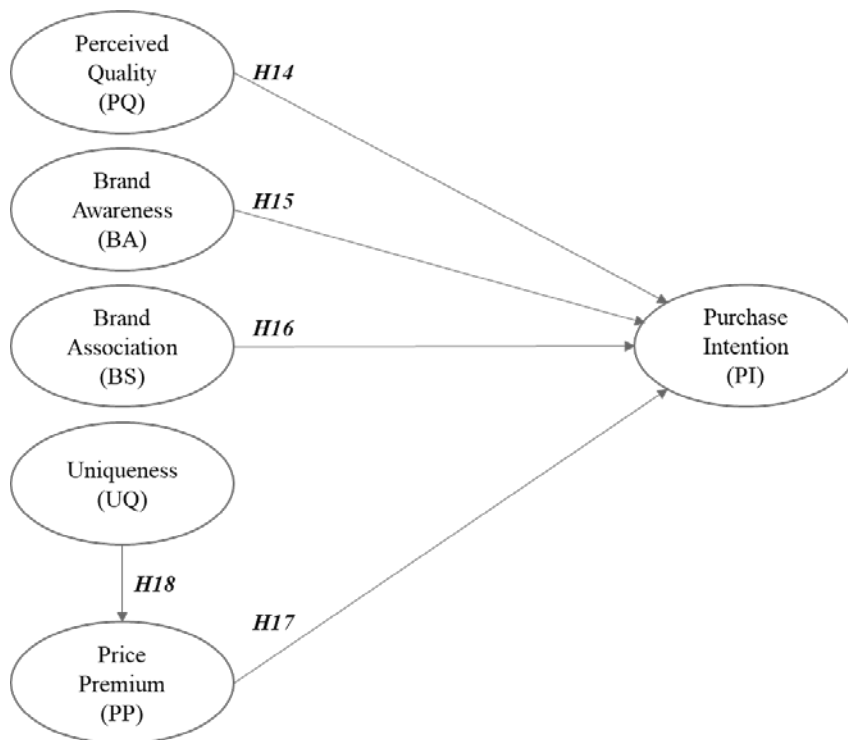 Perceived
Quality
(PQ)
H14
Brand
Awareness
(BA)
H15
Brand
Association
(BS)
H16
Purchase
Intention
(PI)
Uniqueness
(UQ)
H18
H17
Price
Premium
(PP)